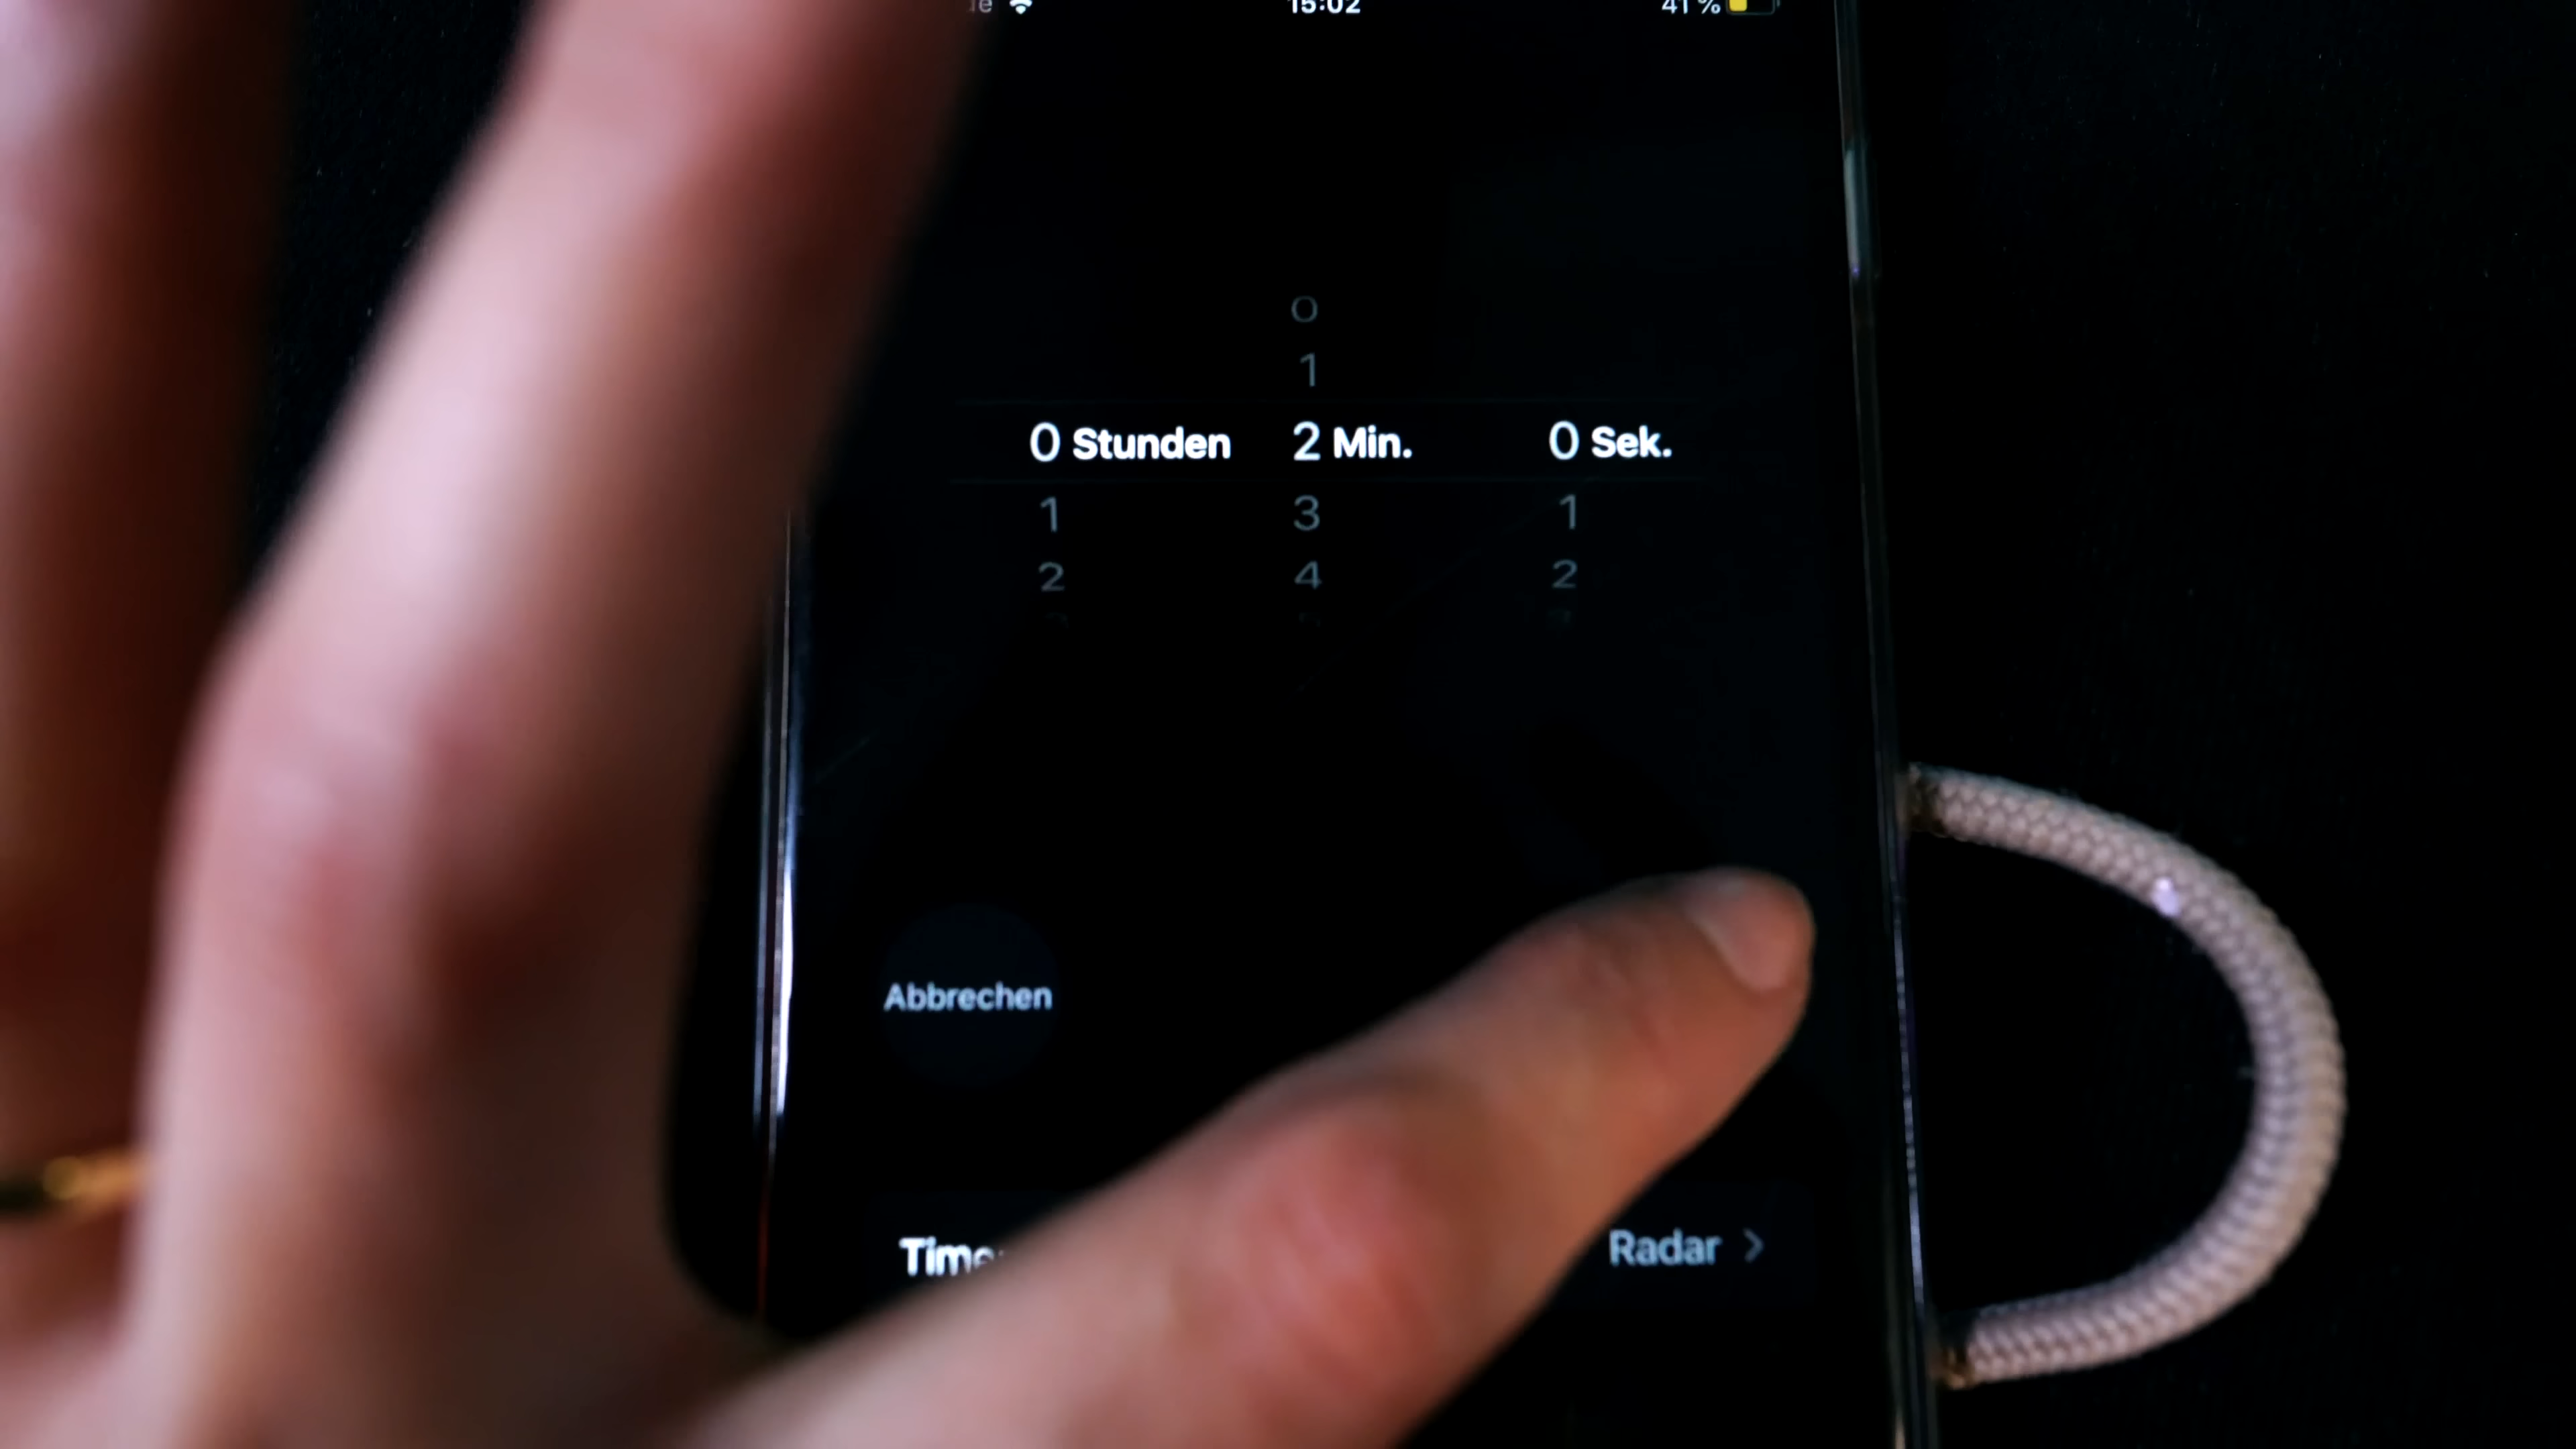 15:02
41 %
0
1
0 Stunden 2 Min. 0 Sek.
1 3 1
2 4 2
Abbrechen
Radar